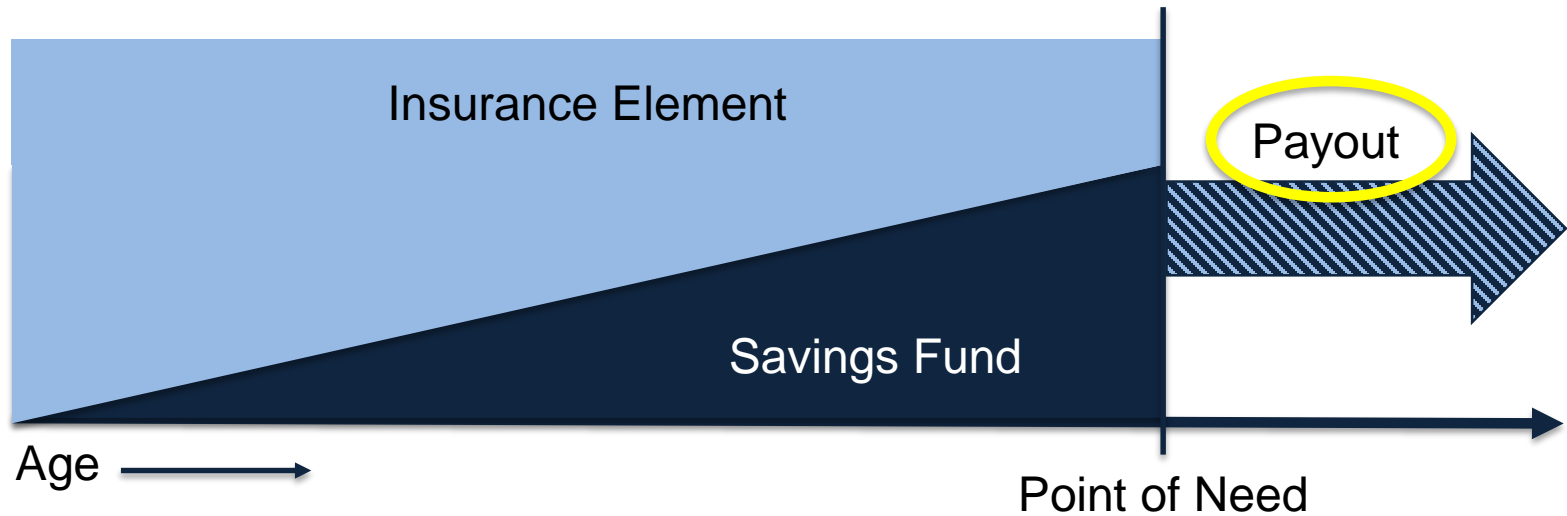 Insurance Element
Payout
Savings Fund
Age
Point of Need